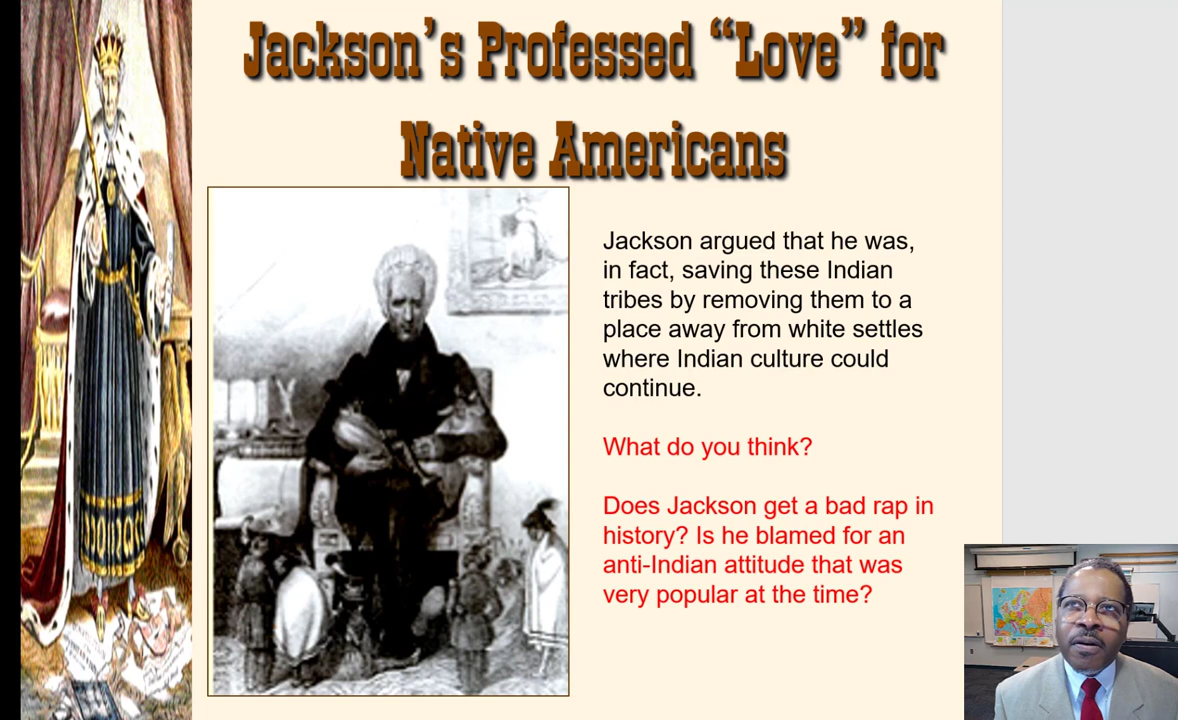 Jackson's Professed “Love” for
Native Americans
Jackson argued that he was,
in fact, saving these Indian
tribes by removing them to a
place away from white settles
where Indian culture could
continue.
What do you think?
Does Jackson get a bad rap in
history? Is he blamed for an
anti-Indian attitude that was
very popular at the time?